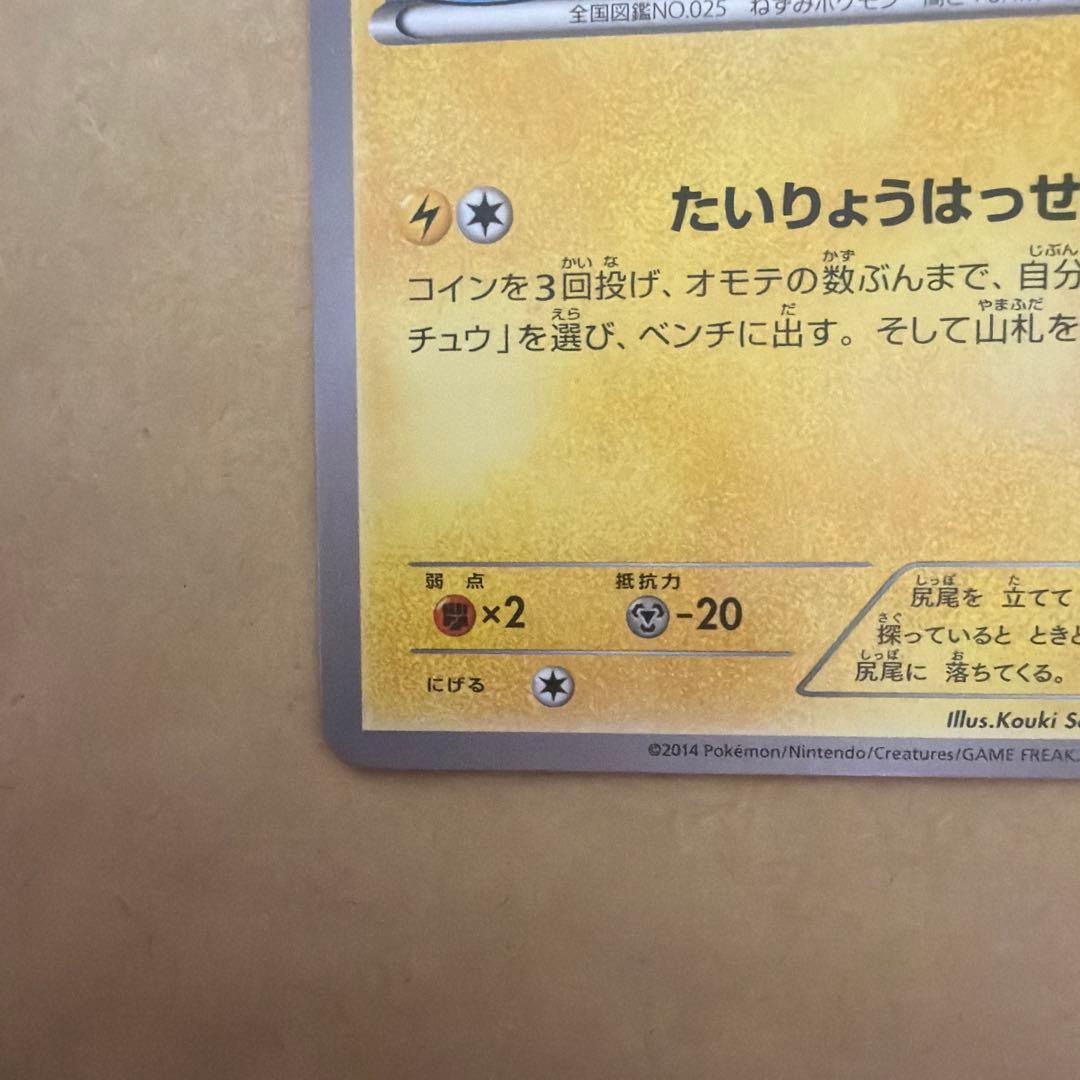 全国図鑑NO.025 ねずみポケモン 高さ
たいりょうはっせ
コインを3回投げ、オモテの数ぶんまで、自分
チュウ」を選び、ベンチに出す。そして山札を
弱点 抵抗力
×2 -20
にげる
尻尾を 立てて
探っていると ときど
尻尾に 落ちてくる。
Illus.Kouki
©2014 Pokémon/Nintendo/Creatures/GAME FREAK.